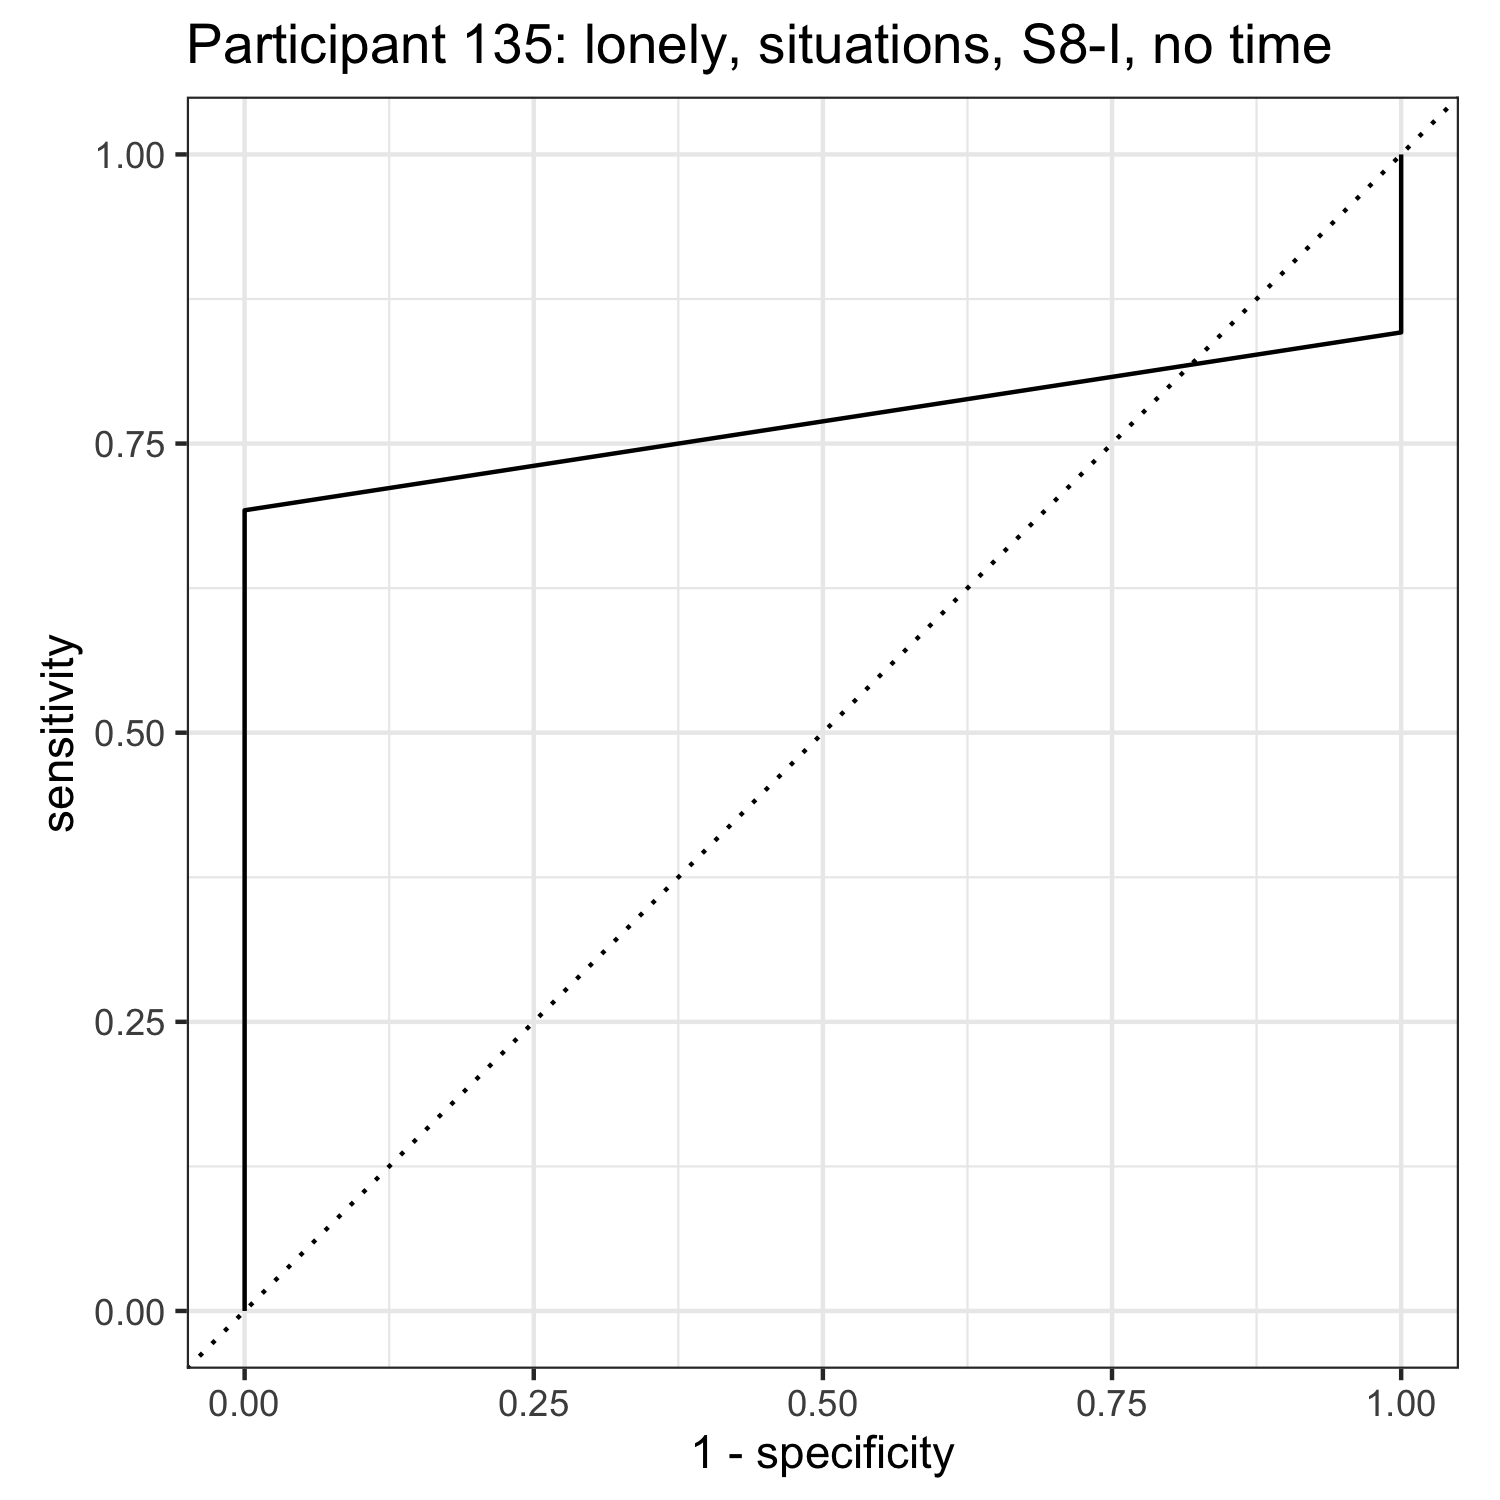 Participant 135: lonely, situations, S8-I, no time
1.00
0.75
0.50
0.25
0.00
sensitivity
0.00 0.25 0.50 0.75 1.00
1 - specificity